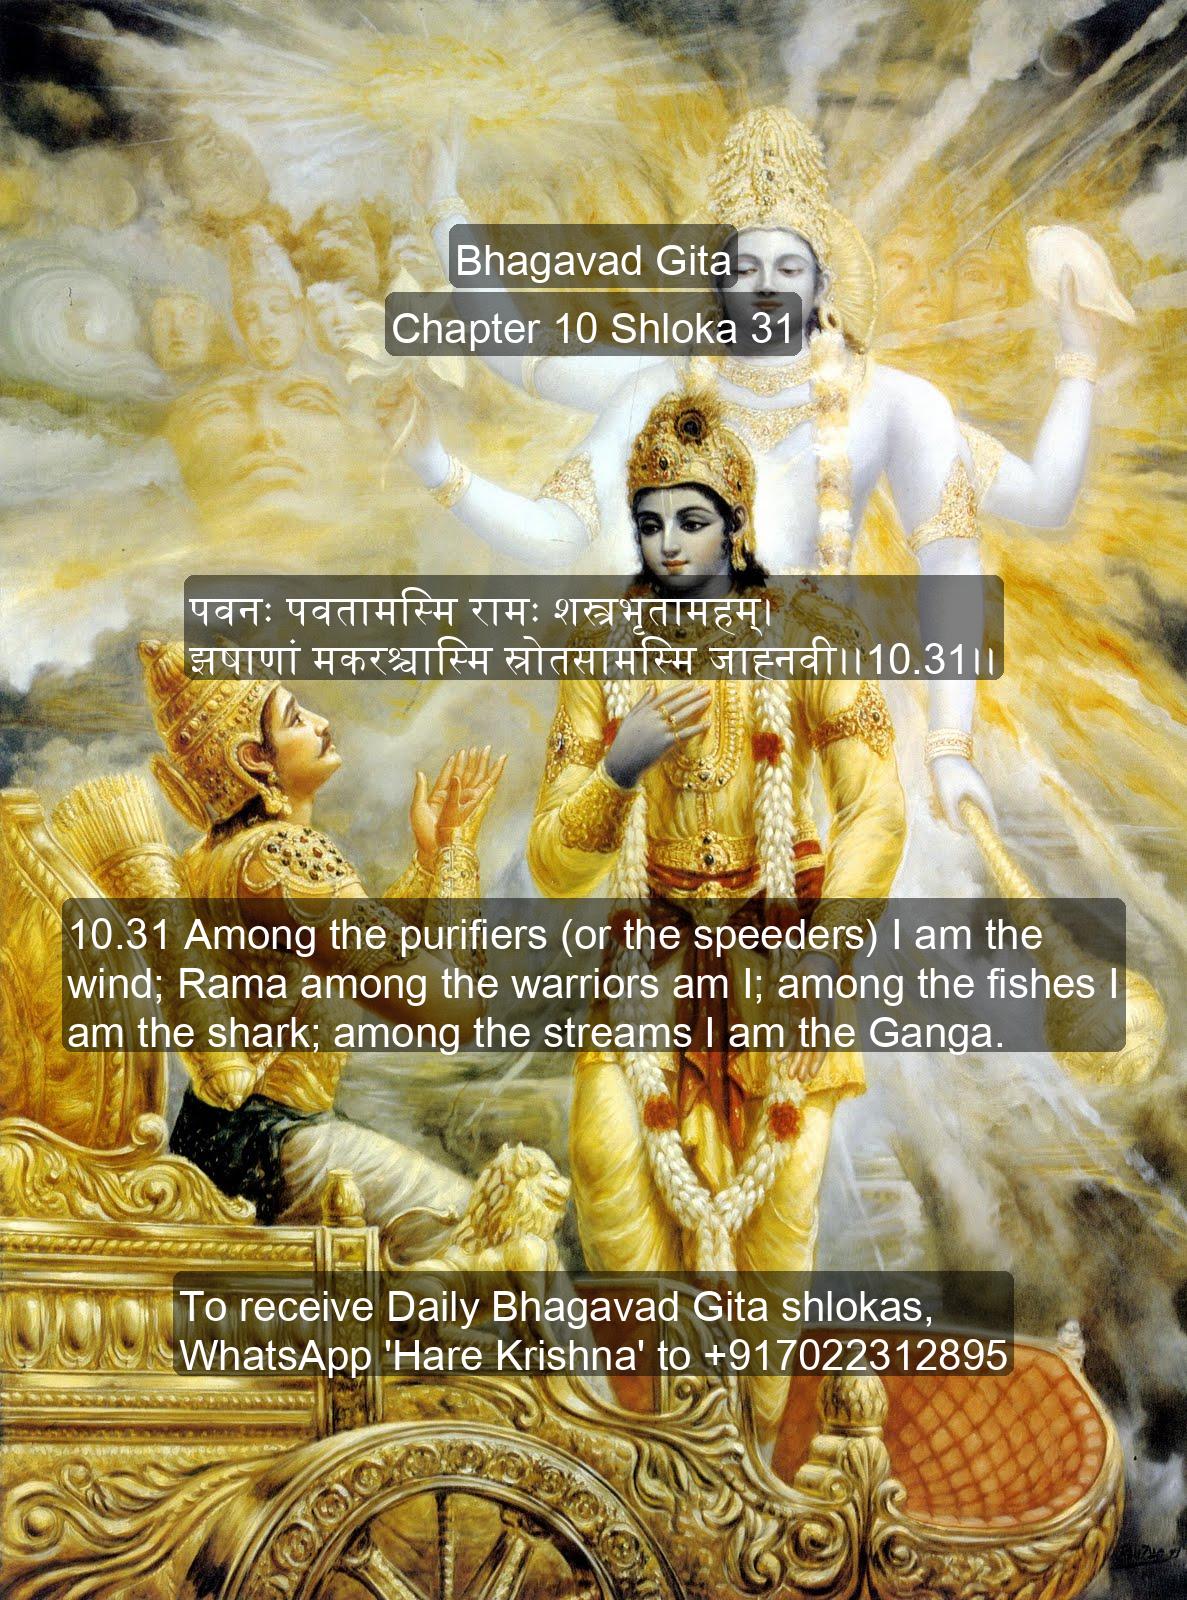 Bhagavad Gita
Chapter 10 Shloka 31
पवनः पवतामस्मि रामः शस्त्रभृतामहम्।
झषाणां मकरश्चास्मि स्रोतसामस्मि जाह्नवी।।10.31।।
10.31 Among the purifiers (or the speeders) I am the
wind; Rama among the warriors am I; among the fishes I
am the shark; among the streams I am the Ganga.
To receive Daily Bhagavad Gita shlokas,
WhatsApp 'Hare Krishna' to +917022312895